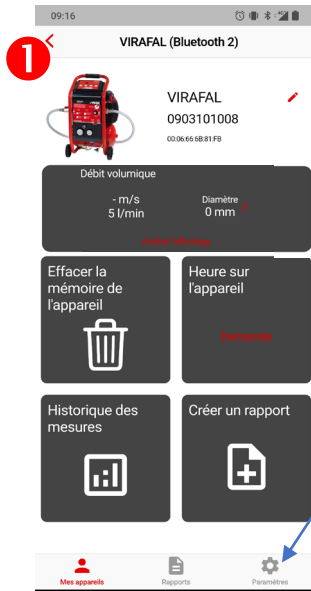 09:16
1
VIRAFAL (Bluetooth 2)
VIRAFAL
0903101008
00:06:66:6B:81:FB
Débit volumique
- m/s
5 l/min
Diamètre
0 mm
Effacer la
mémoire de
l'appareil
Heure sur
l'appareil
Demande
Historique des
mesures
Créer un rapport
Mes appareils
Rapports
Paramètres